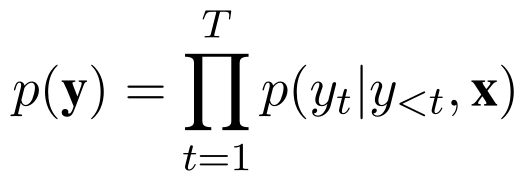 p(𝐲) = ∏_{t=1}^{T} p(y_t|y_{<t}, 𝐱)